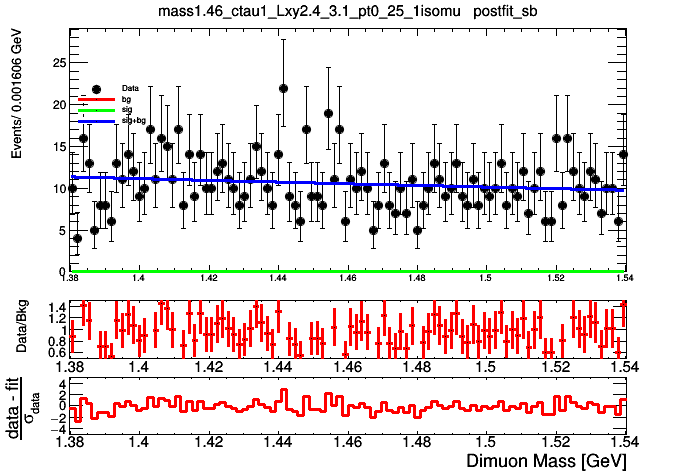 mass1.46_ctau1_Lxy2.4_3.1_pt0_25_1isomu postfit_sb
Events/ 0.001606 GeV
25
20
15
10
5
0
Data
bg
sig
sig+bg
1.38 1.4 1.42 1.44 1.46 1.48 1.5 1.52 1.54
Data/Bkg
1.4
1.2
1
0.8
0.6
1.38 1.4 1.42 1.44 1.46 1.48 1.5 1.52 1.54
data - fit
σdata
4
2
0
−2
−4
1.38 1.4 1.42 1.44 1.46 1.48 1.5 1.52 1.54
Dimuon Mass [GeV]